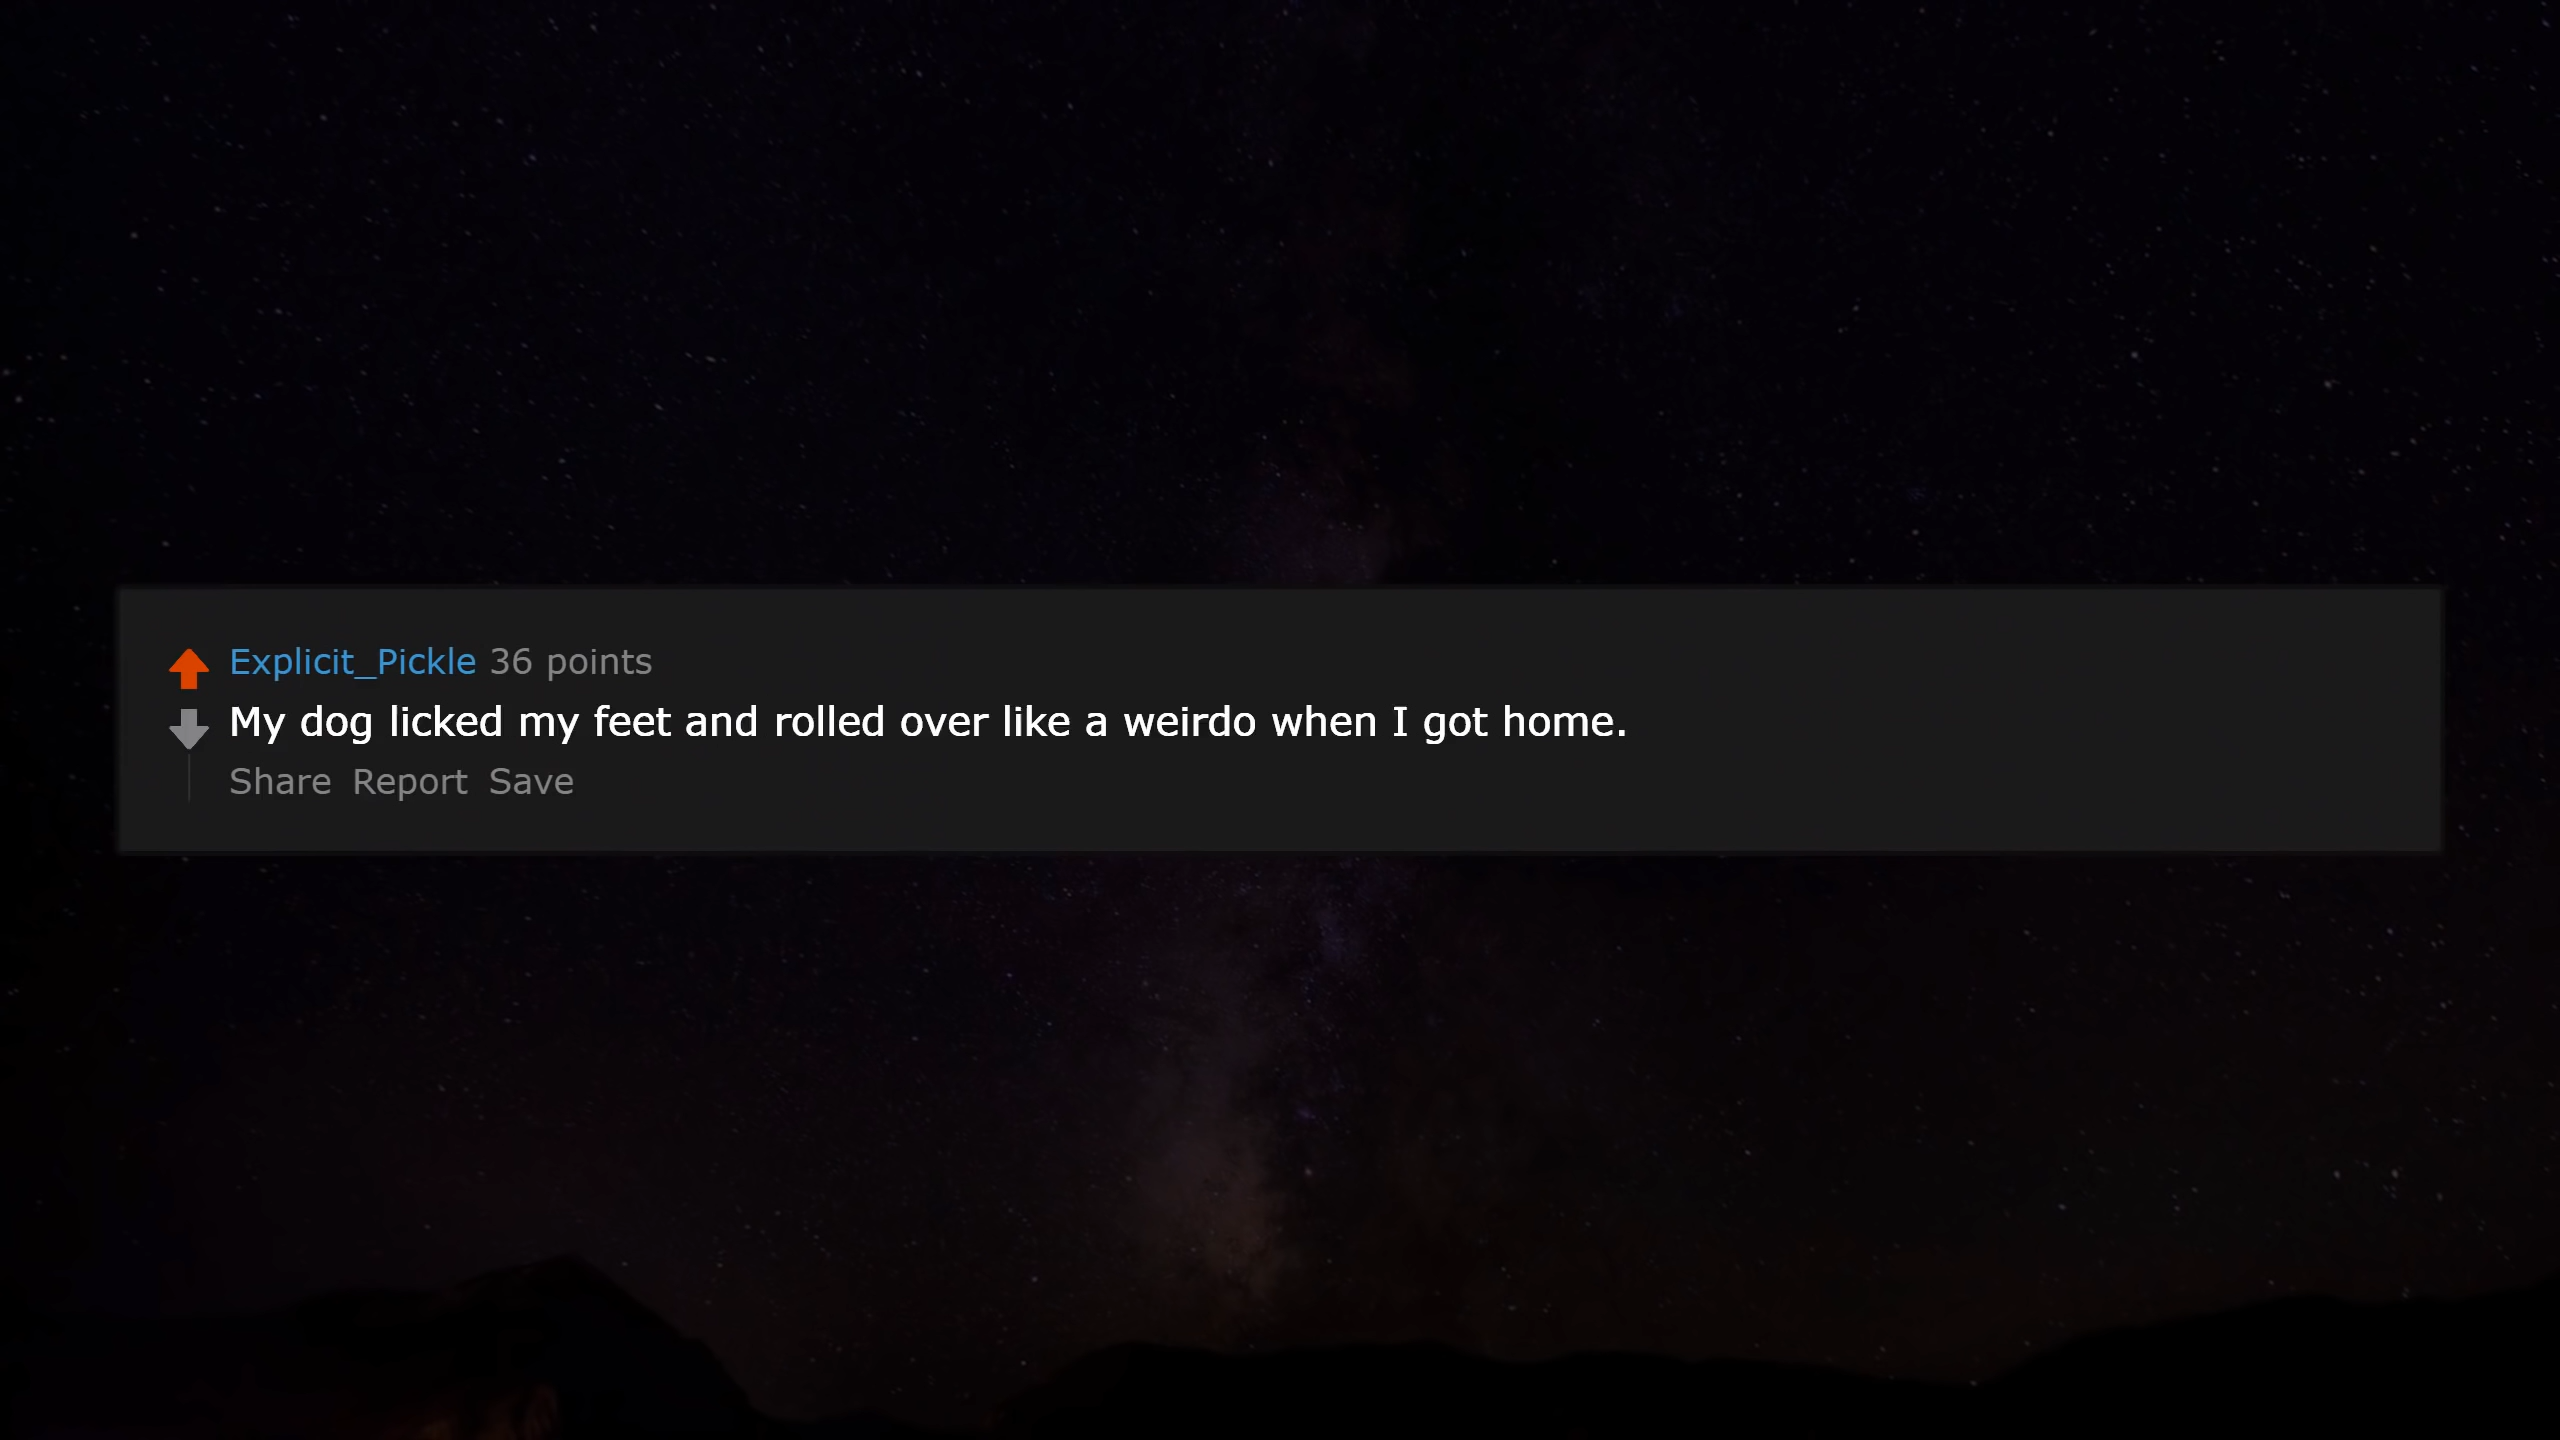 Explicit_Pickle 36 points
My dog licked my feet and rolled over like a weirdo when I got home.
Share Report Save